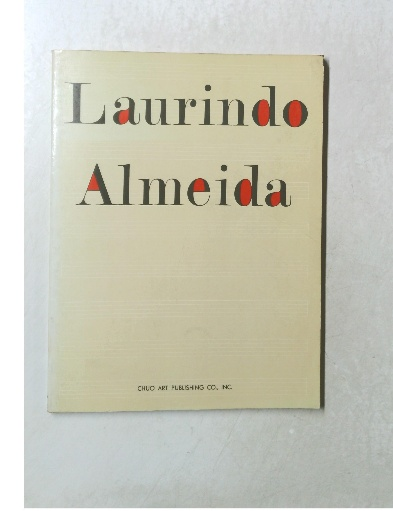 Laurindo
Almeida
CHUO ART PUBLISHING CO., INC.